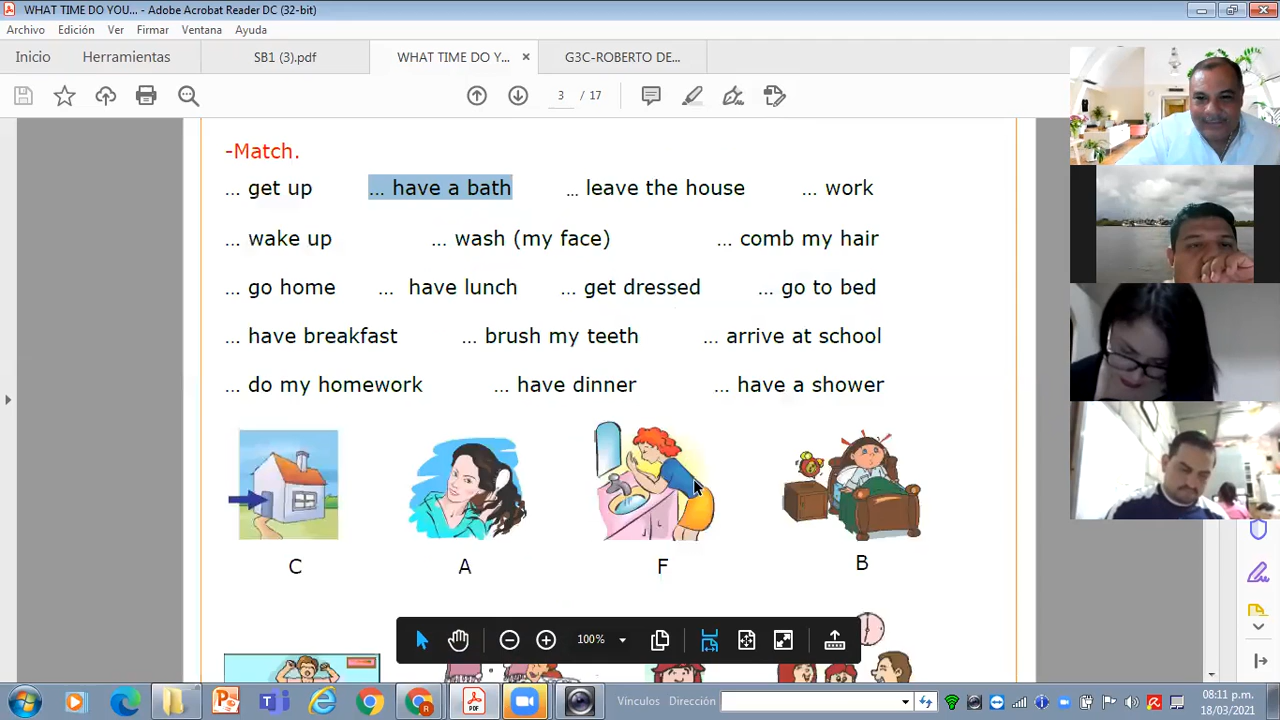 WHAT TIME DO YOU... - Adobe Acrobat Reader DC (32-bit)
Archivo Edición Ver Firmar Ventana Ayuda
Inicio Herramientas SB1 (3).pdf WHAT TIME DO Y... × G3C-ROBERTO DE...
3 / 17
-Match.
... get up ... have a bath ... leave the house ... work
... wake up ... wash (my face) ... comb my hair
... go home ... have lunch ... get dressed ... go to bed
... have breakfast ... brush my teeth ... arrive at school
... do my homework ... have dinner ... have a shower
C A F B
100%
Vínculos Dirección 08:11 p.m.
18/03/2021